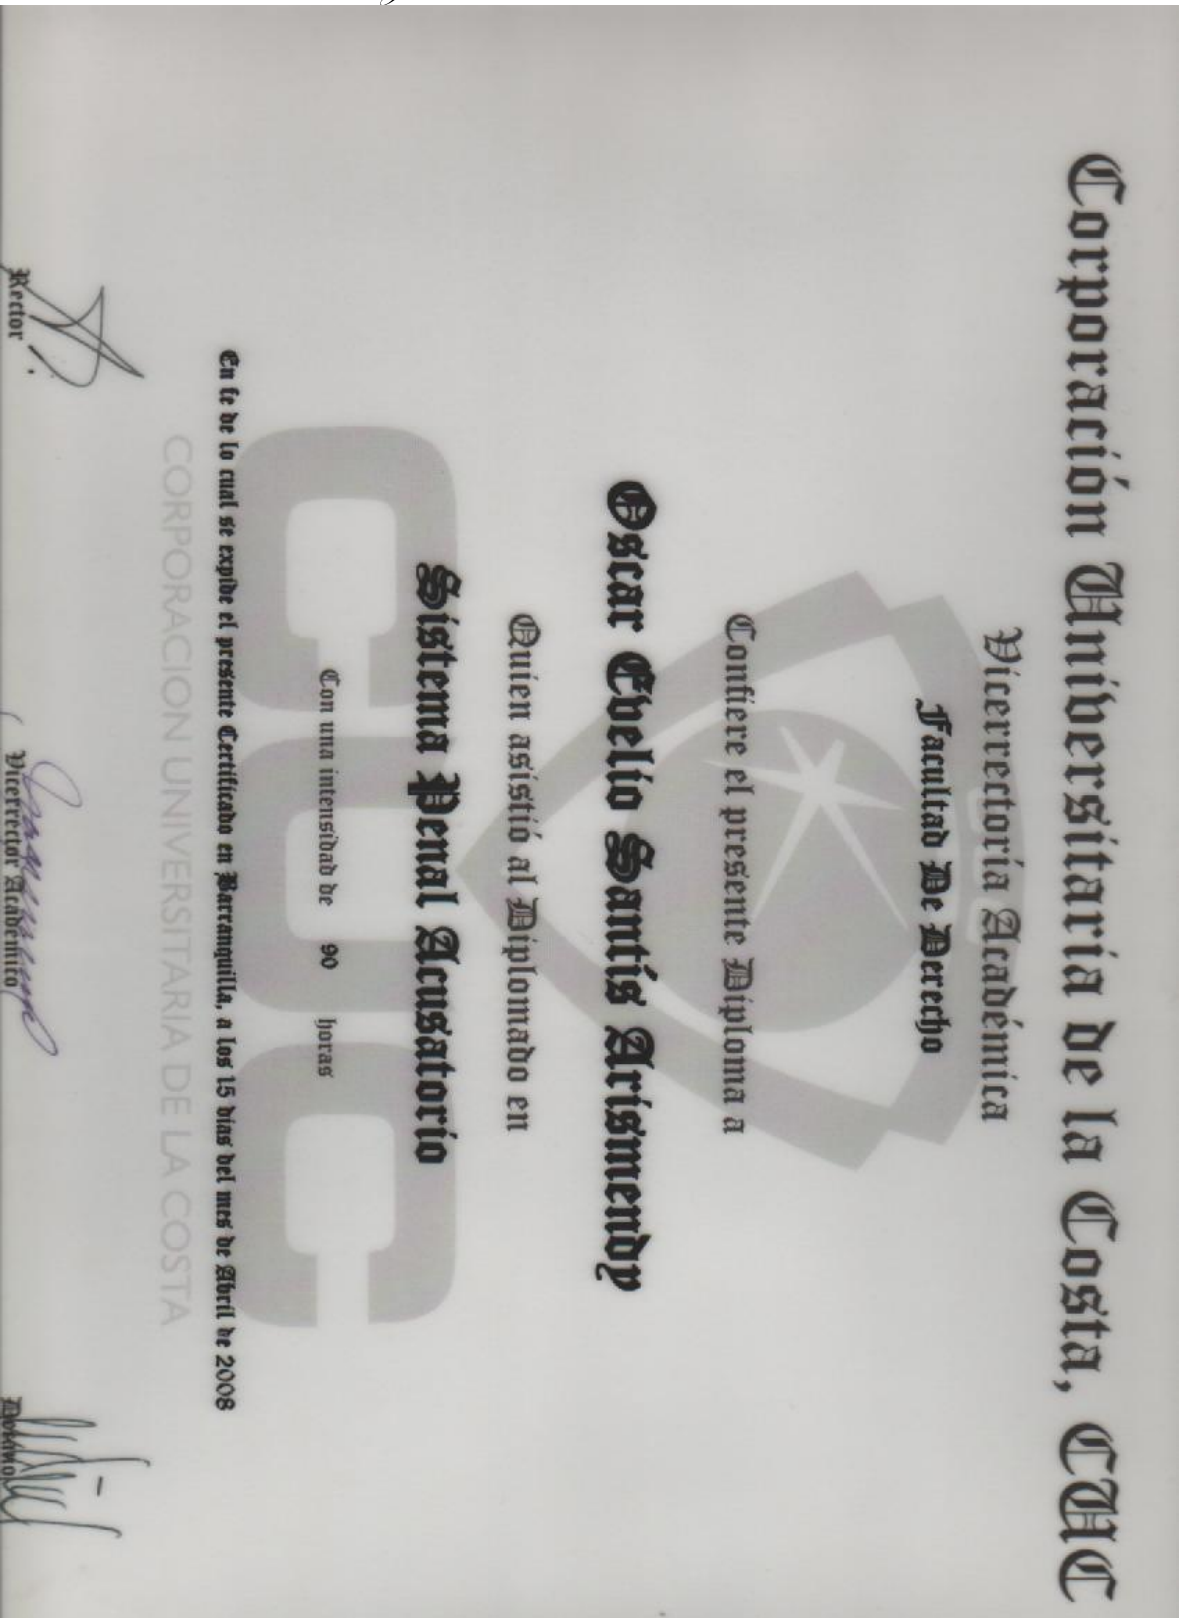 Corporación Universitaria de la Costa, CUC
Vicerrectoría Académica
Facultad De Derecho
Confiere el presente Diploma a
Oscar Evelio Santís Arismendy
Quien asistió al Diplomado en
Sistema Penal Acusatorio
Con una intensidad de 90 horas
En fe de lo cual se expide el presente Certificado en Barranquilla, a los 15 días del mes de Abril de 2008
CUC
CORPORACION UNIVERSITARIA DE LA COSTA
Rector
Vicerrector Académico